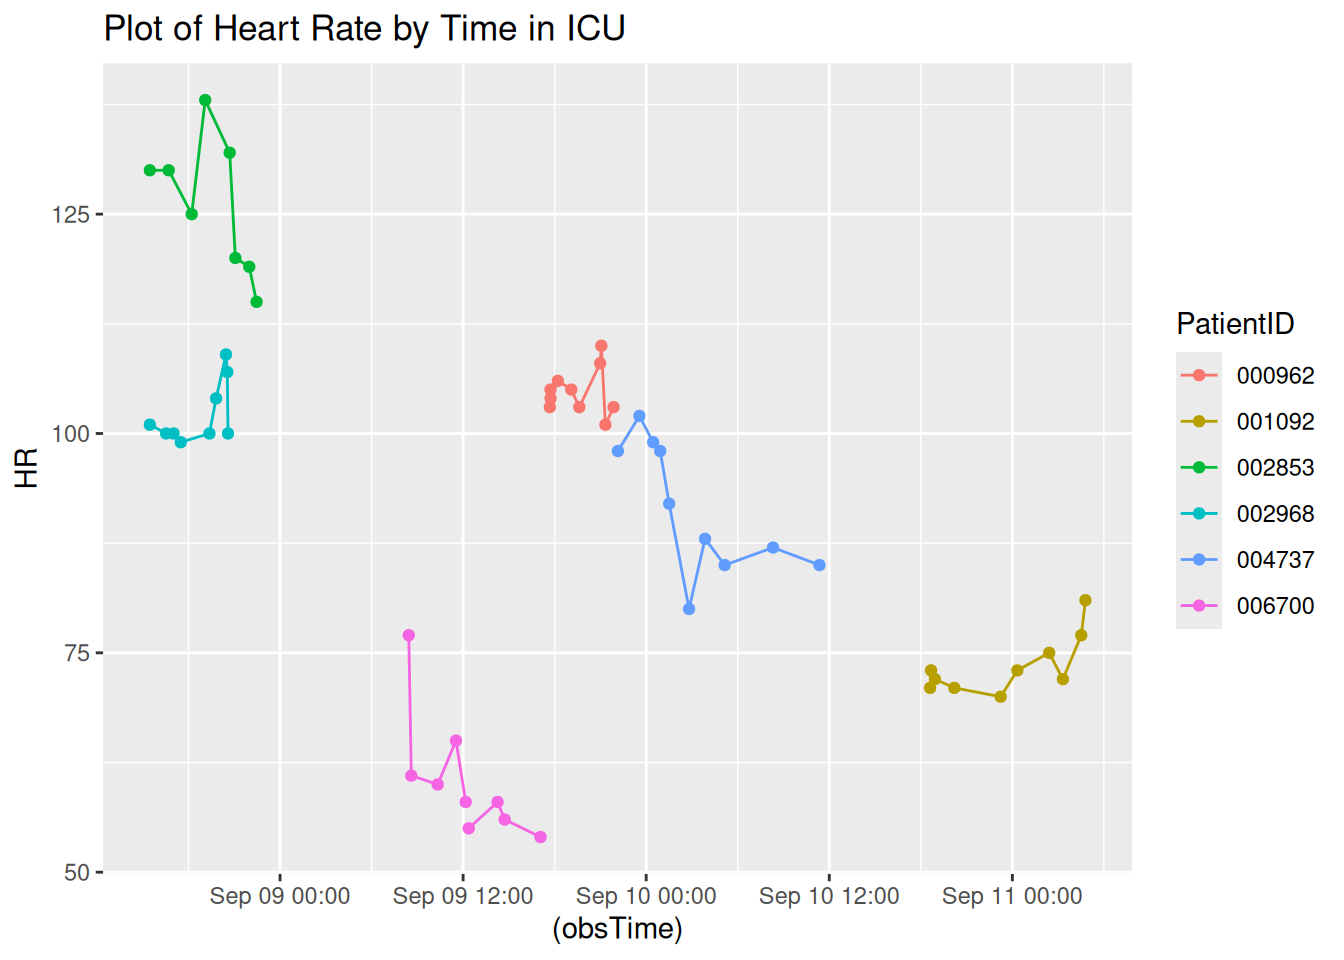 Plot of Heart Rate by Time in ICU
HR
125
100
75
50
Sep 09 00:00
Sep 09 12:00
Sep 10 00:00
Sep 10 12:00
Sep 11 00:00
(obsTime)
PatientID
000962
001092
002853
002968
004737
006700